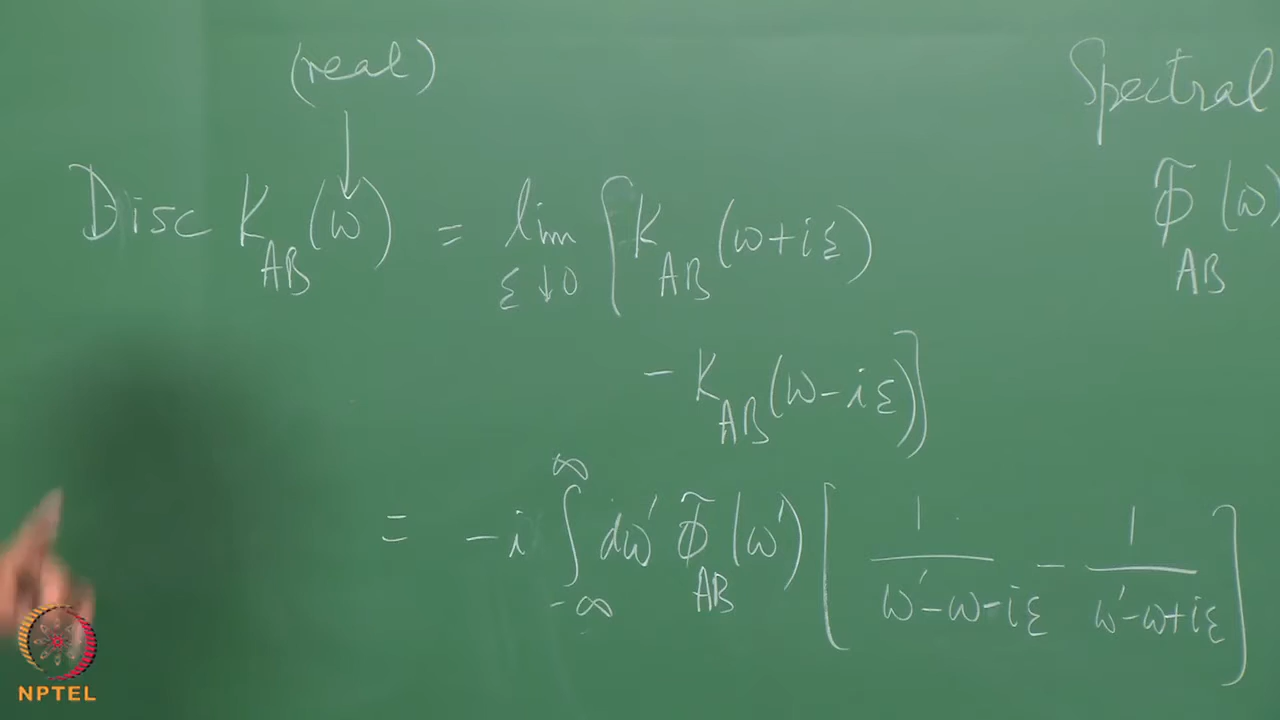 (real)
↓
Disc K_AB(ω) = lim_{ε↓0} [K_AB(ω+iε)
- K_AB(ω-iε)]
= -i ∫_{-∞}^{∞} dω' φ̃_AB(ω') [1/(ω'-ω-iε) - 1/(ω'-ω+iε)]
Spectral
φ̃_AB(ω)
NPTEL